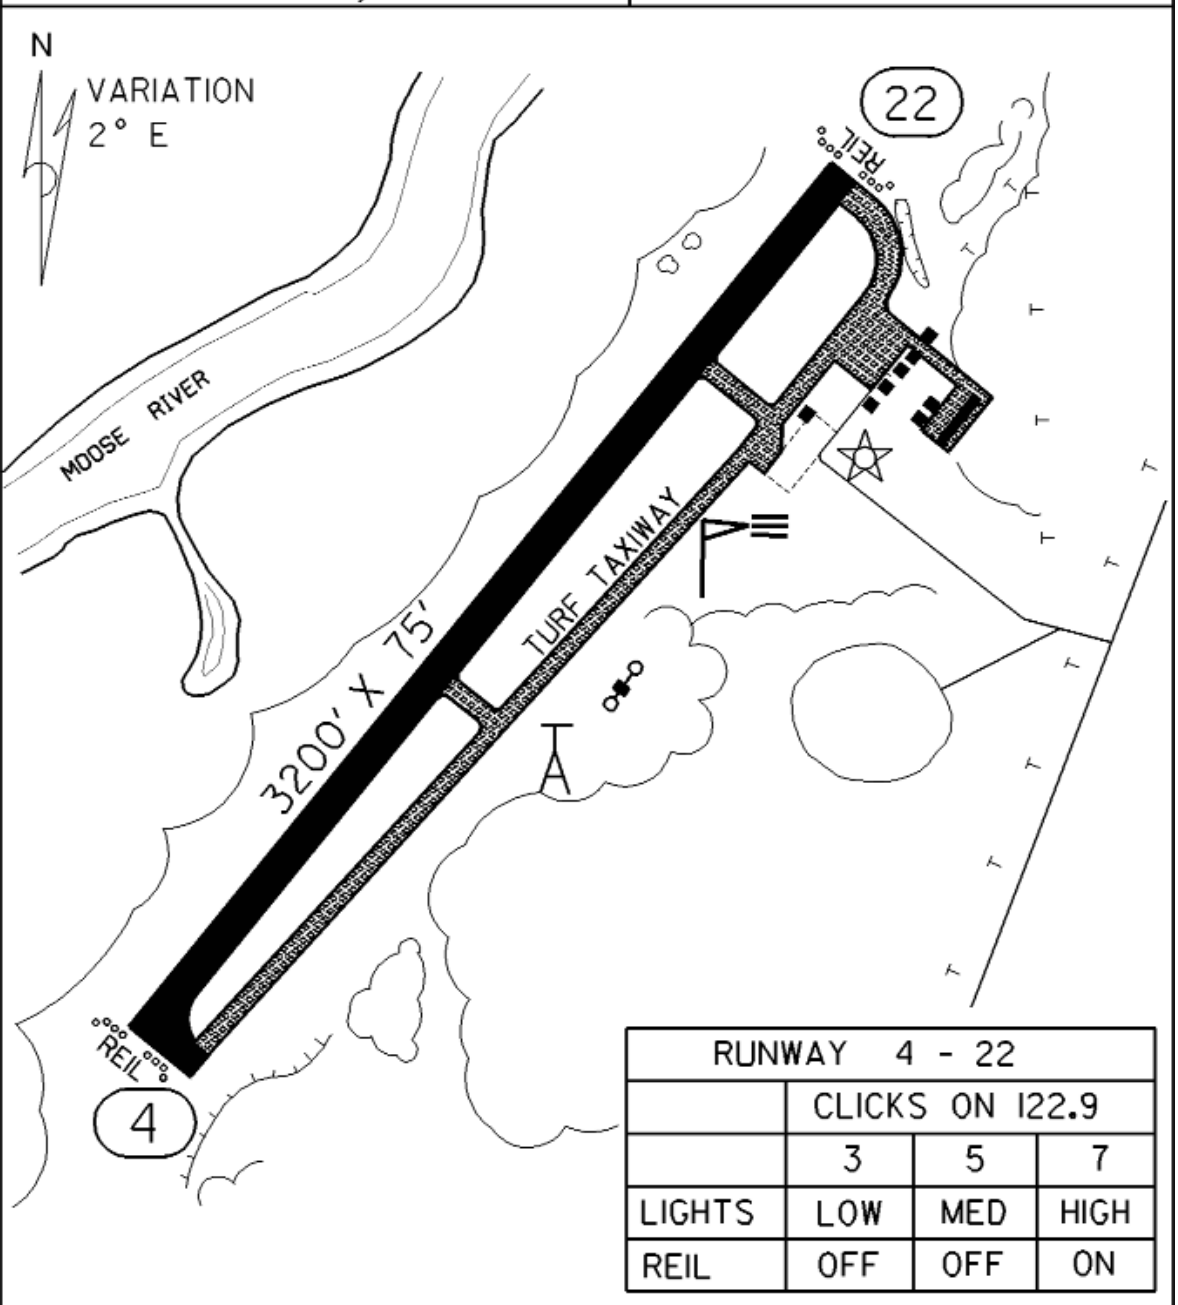 N
VARIATION
2° E
22
REIL
MOOSE RIVER
TURF TAXIWAY
3200' X 75'
A
REIL
4
RUNWAY 4 - 22
CLICKS ON 122.9
3 5 7
LIGHTS LOW MED HIGH
REIL OFF OFF ON